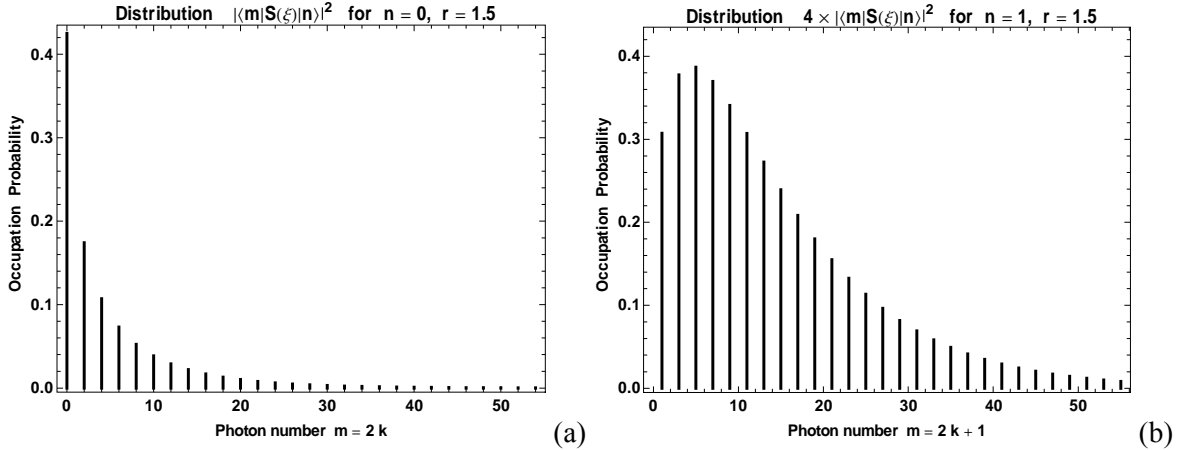 Distribution |⟨m|S(ξ)|n⟩|² for n = 0, r = 1.5
Occupation Probability
0.4
0.3
0.2
0.1
0.0
0 10 20 30 40 50
Photon number m = 2 k
(a)
Distribution 4 × |⟨m|S(ξ)|n⟩|² for n = 1, r = 1.5
Occupation Probability
0.4
0.3
0.2
0.1
0.0
0 10 20 30 40 50
Photon number m = 2 k + 1
(b)